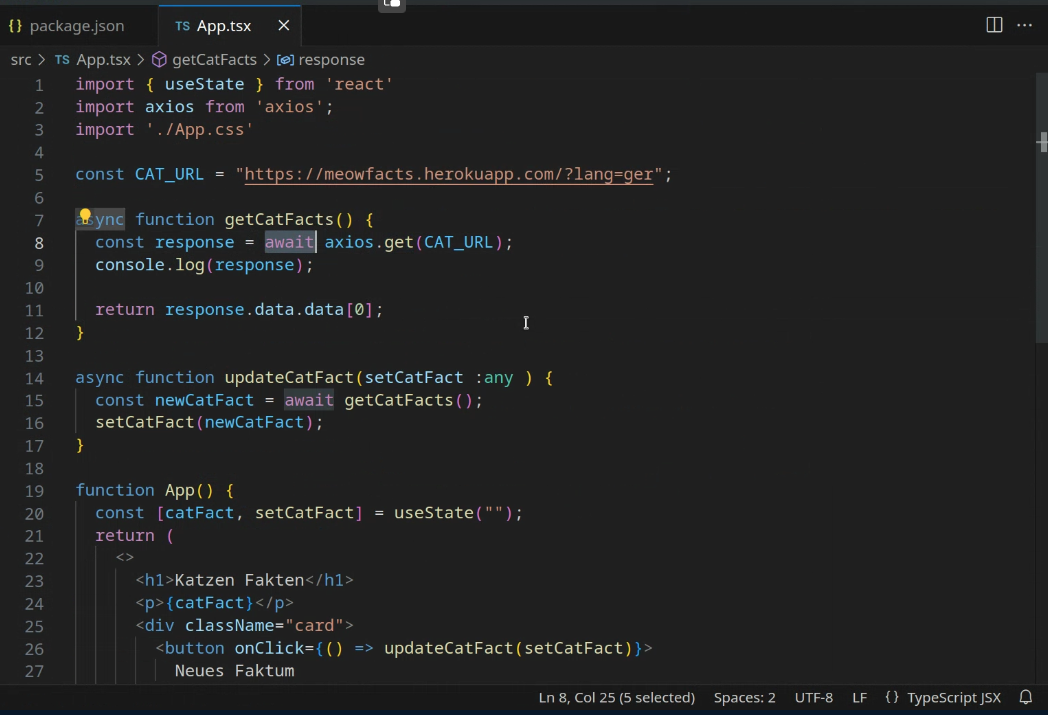 {} package.json
TS App.tsx
src > TS App.tsx > getCatFacts > response
1 import { useState } from 'react'
2 import axios from 'axios';
3 import './App.css'
4
5 const CAT_URL = "https://meowfacts.herokuapp.com/?lang=ger";
6
7 async function getCatFacts() {
8 const response = await axios.get(CAT_URL);
9 console.log(response);
10
11 return response.data.data[0];
12 }
13
14 async function updateCatFact(setCatFact :any ) {
15 const newCatFact = await getCatFacts();
16 setCatFact(newCatFact);
17 }
18
19 function App() {
20 const [catFact, setCatFact] = useState("");
21 return (
22 <>
23 <h1>Katzen Fakten</h1>
24 <p>{catFact}</p>
25 <div className="card">
26 <button onClick={() => updateCatFact(setCatFact)}>
27 Neues Faktum
Ln 8, Col 25 (5 selected) Spaces: 2 UTF-8 LF {} TypeScript JSX